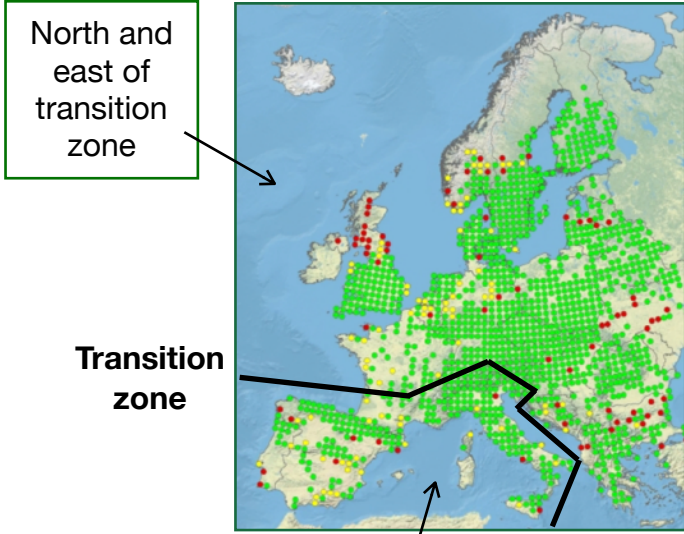 North and
east of
transition
zone
Transition
zone